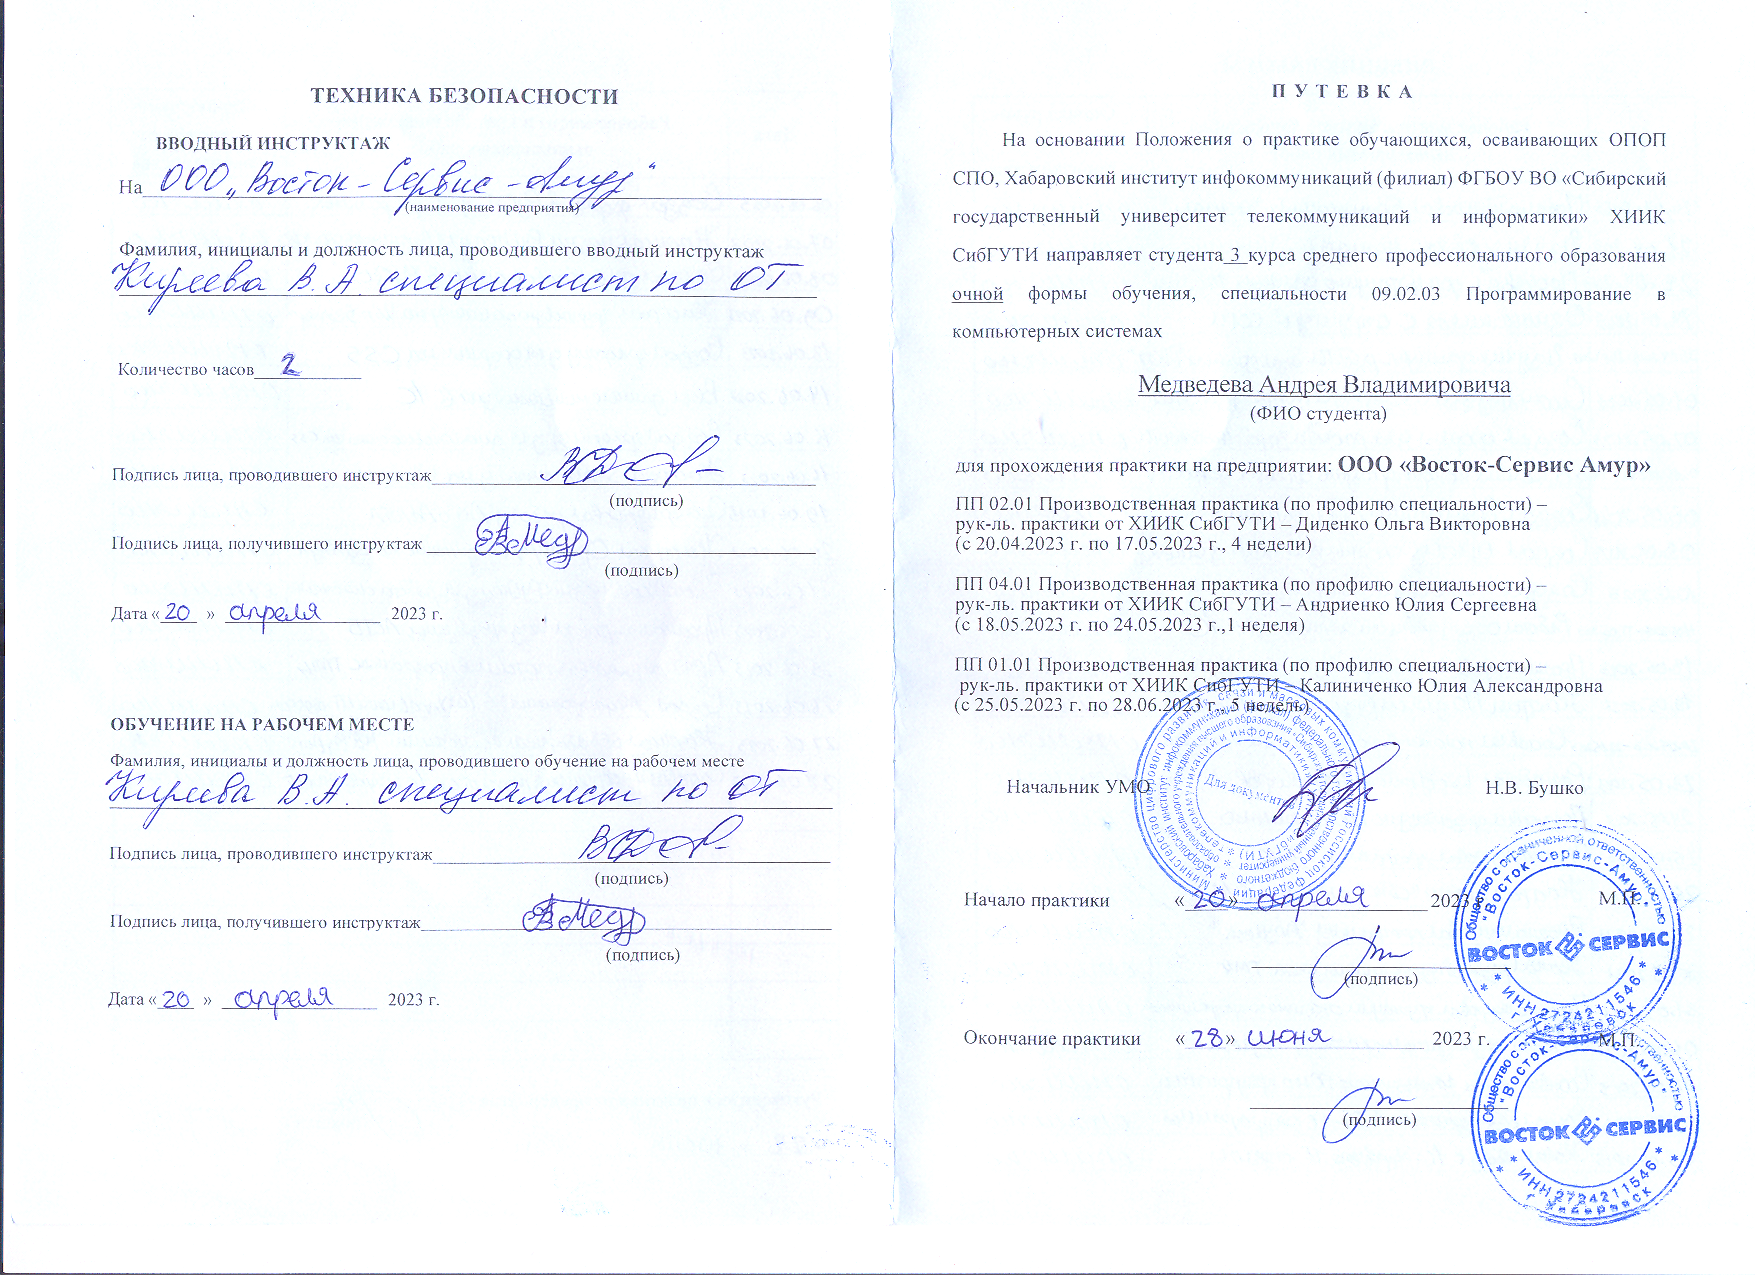 ТЕХНИКА БЕЗОПАСНОСТИ
ВВОДНЫЙ ИНСТРУКТАЖ
На ООО „Восток-Сервис-Амур“
(наименование предприятия)
Фамилия, инициалы и должность лица, проводившего вводный инструктаж
Киреева В.А. специалист по ОТ
Количество часов 2
Подпись лица, проводившего инструктаж
(подпись)
Подпись лица, получившего инструктаж
(подпись)
Дата «20» апреля 2023 г.
ОБУЧЕНИЕ НА РАБОЧЕМ МЕСТЕ
Фамилия, инициалы и должность лица, проводившего обучение на рабочем месте
Киреева В.А. специалист по ОТ
Подпись лица, проводившего инструктаж
(подпись)
Подпись лица, получившего инструктаж
(подпись)
Дата «20» апреля 2023 г.
П У Т Е В К А
На основании Положения о практике обучающихся, осваивающих ОПОП
СПО, Хабаровский институт инфокоммуникаций (филиал) ФГБОУ ВО «Сибирский
государственный университет телекоммуникаций и информатики» ХИИК
СибГУТИ направляет студента 3 курса среднего профессионального образования
очной формы обучения, специальности 09.02.03 Программирование в
компьютерных системах
Медведева Андрея Владимировича
(ФИО студента)
для прохождения практики на предприятии: ООО «Восток-Сервис Амур»
ПП 02.01 Производственная практика (по профилю специальности) –
рук-ль. практики от ХИИК СибГУТИ – Диденко Ольга Викторовна
(с 20.04.2023 г. по 17.05.2023 г., 4 недели)
ПП 04.01 Производственная практика (по профилю специальности) –
рук-ль. практики от ХИИК СибГУТИ – Андриенко Юлия Сергеевна
(с 18.05.2023 г. по 24.05.2023 г.,1 неделя)
ПП 01.01 Производственная практика (по профилю специальности) –
рук-ль. практики от ХИИК СибГУТИ – Калиниченко Юлия Александровна
(с 25.05.2023 г. по 28.06.2023 г., 5 недель)
Начальник УМО Н.В. Бушко
Для документов
Начало практики «20» апреля 2023 г. М.П.
(подпись)
Общество с ограниченной ответственностью
"Восток-Сервис-Амур"
ВОСТОК СЕРВИС
* ИНН 2724211546 *
г. Хабаровск
Окончание практики «28» июня 2023 г. М.П.
(подпись)
Общество с ограниченной ответственностью
"Восток-Сервис-Амур"
ВОСТОК СЕРВИС
* ИНН 2724211546 *
г. Хабаровск